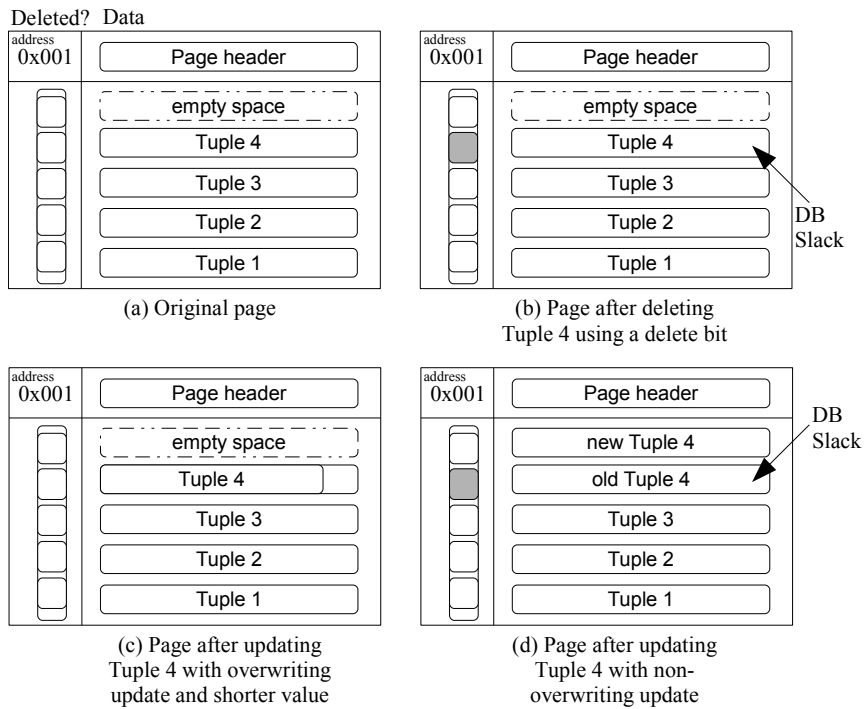 Deleted? Data
address
0x001
Page header
empty space
Tuple 4
Tuple 3
Tuple 2
Tuple 1
(a) Original page
address
0x001
Page header
empty space
Tuple 4
Tuple 3
Tuple 2
Tuple 1
DB
Slack
(b) Page after deleting
Tuple 4 using a delete bit
address
0x001
Page header
empty space
Tuple 4
Tuple 3
Tuple 2
Tuple 1
(c) Page after updating
Tuple 4 with overwriting
update and shorter value
address
0x001
Page header
new Tuple 4
old Tuple 4
Tuple 3
Tuple 2
Tuple 1
DB
Slack
(d) Page after updating
Tuple 4 with non-
overwriting update